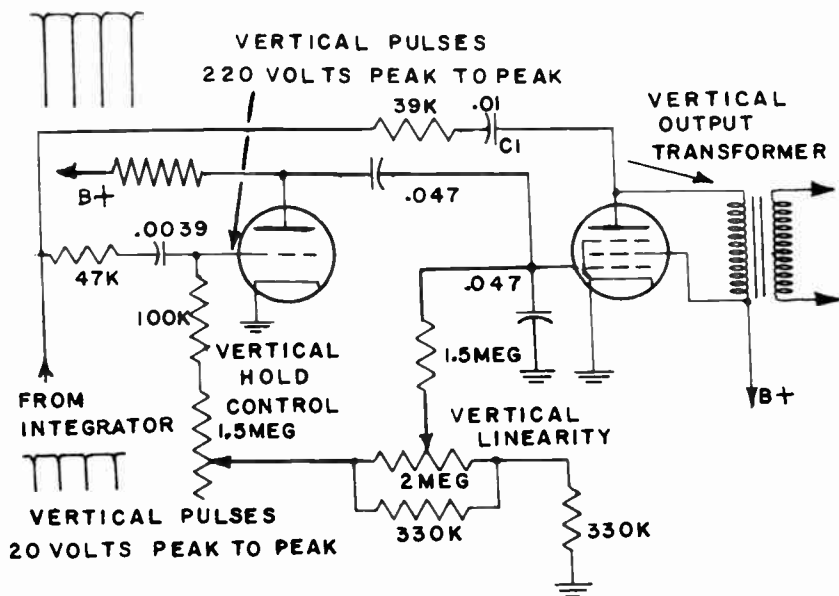 VERTICAL PULSES
220 VOLTS PEAK TO PEAK
39K
.01
C1
VERTICAL
OUTPUT
TRANSFORMER
B+
.047
.0039
47K
.047
100K
VERTICAL
HOLD
CONTROL
1.5MEG
1.5MEG
B+
FROM
INTEGRATOR
VERTICAL
LINEARITY
2MEG
330K
330K
VERTICAL PULSES
20 VOLTS PEAK TO PEAK